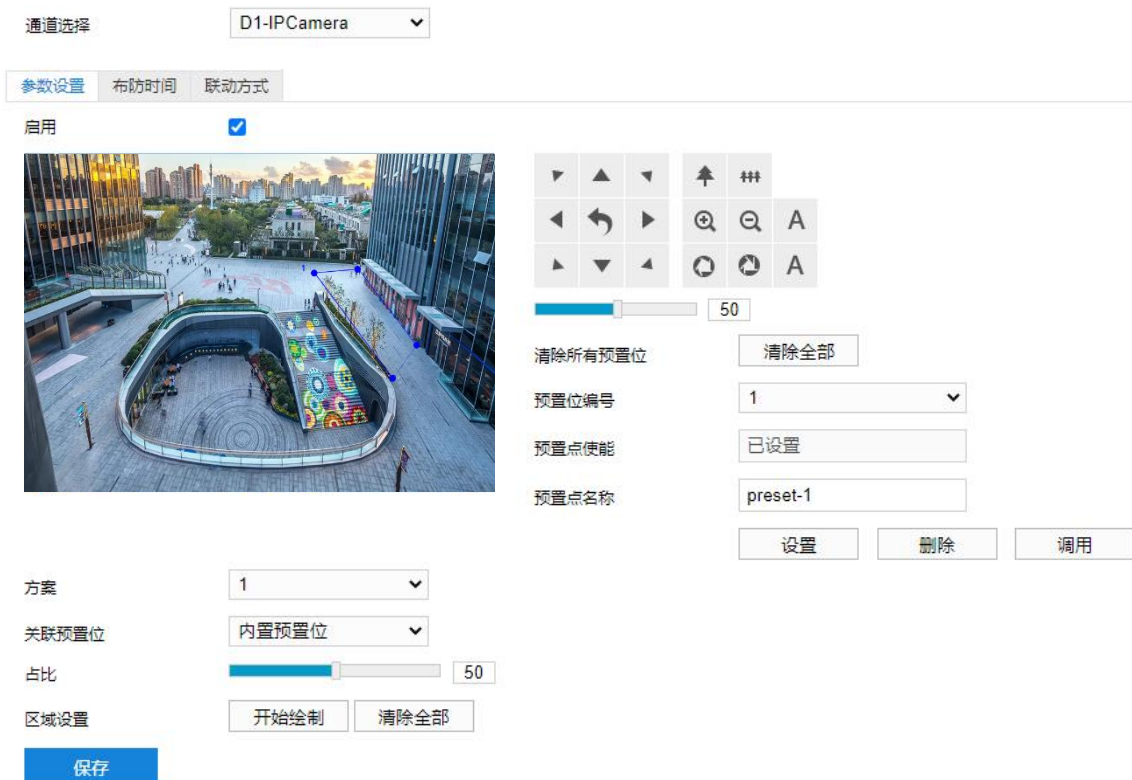 通道选择 D1-IPCamera
参数设置 布防时间 联动方式
启用
1
A
A
50
清除所有预置位 清除全部
预置位编号 1
预置点使能 已设置
预置点名称 preset-1
设置 删除 调用
方案 1
关联预置位 内置预置位
占比 50
区域设置 开始绘制 清除全部
保存